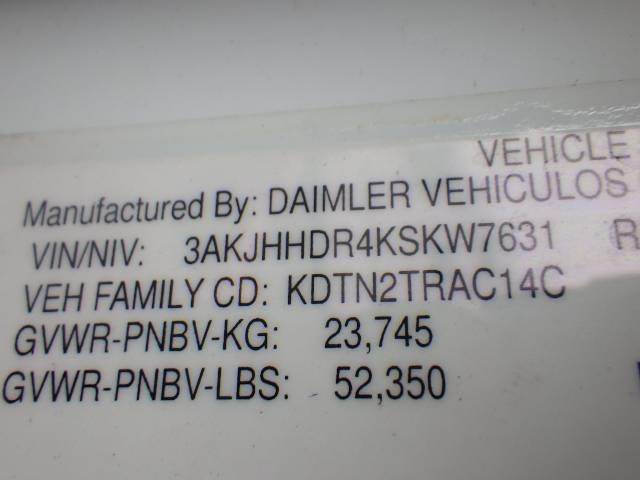 VEHICLE
Manufactured By: DAIMLER VEHICULOS
VIN/NIV: 3AKJHHDR4KSKW7631 R
VEH FAMILY CD: KDTN2TRAC14C
GVWR-PNBV-KG: 23,745
GVWR-PNBV-LBS: 52,350